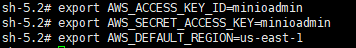 sh-5.2# export AWS_ACCESS_KEY_ID=minioadmin
sh-5.2# export AWS_SECRET_ACCESS_KEY=minioadmin
sh-5.2# export AWS_DEFAULT_REGION=us-east-1